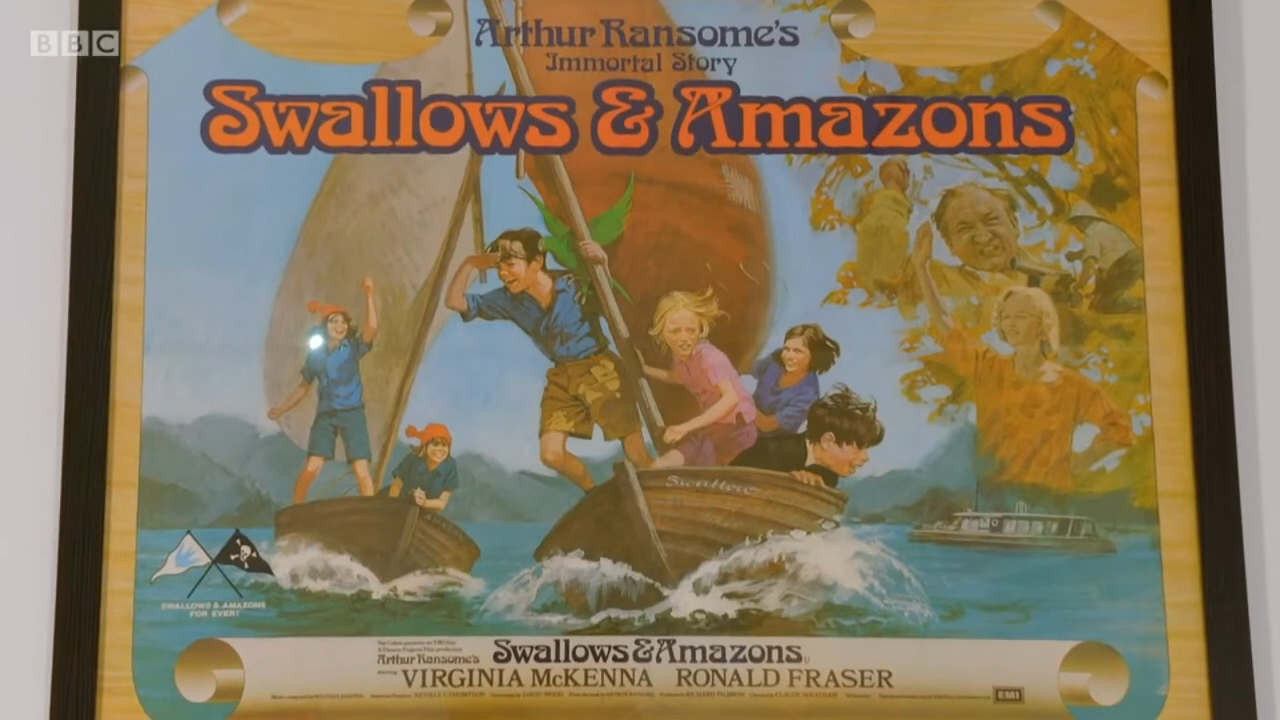 BBC
Arthur Ransome's
Immortal Story
Swallows & Amazons
Swallow
SWALLOWS & AMAZONS
FOR EVER!
Arthur Ransome's Swallows & Amazons
VIRGINIA McKENNA RONALD FRASER
EMI